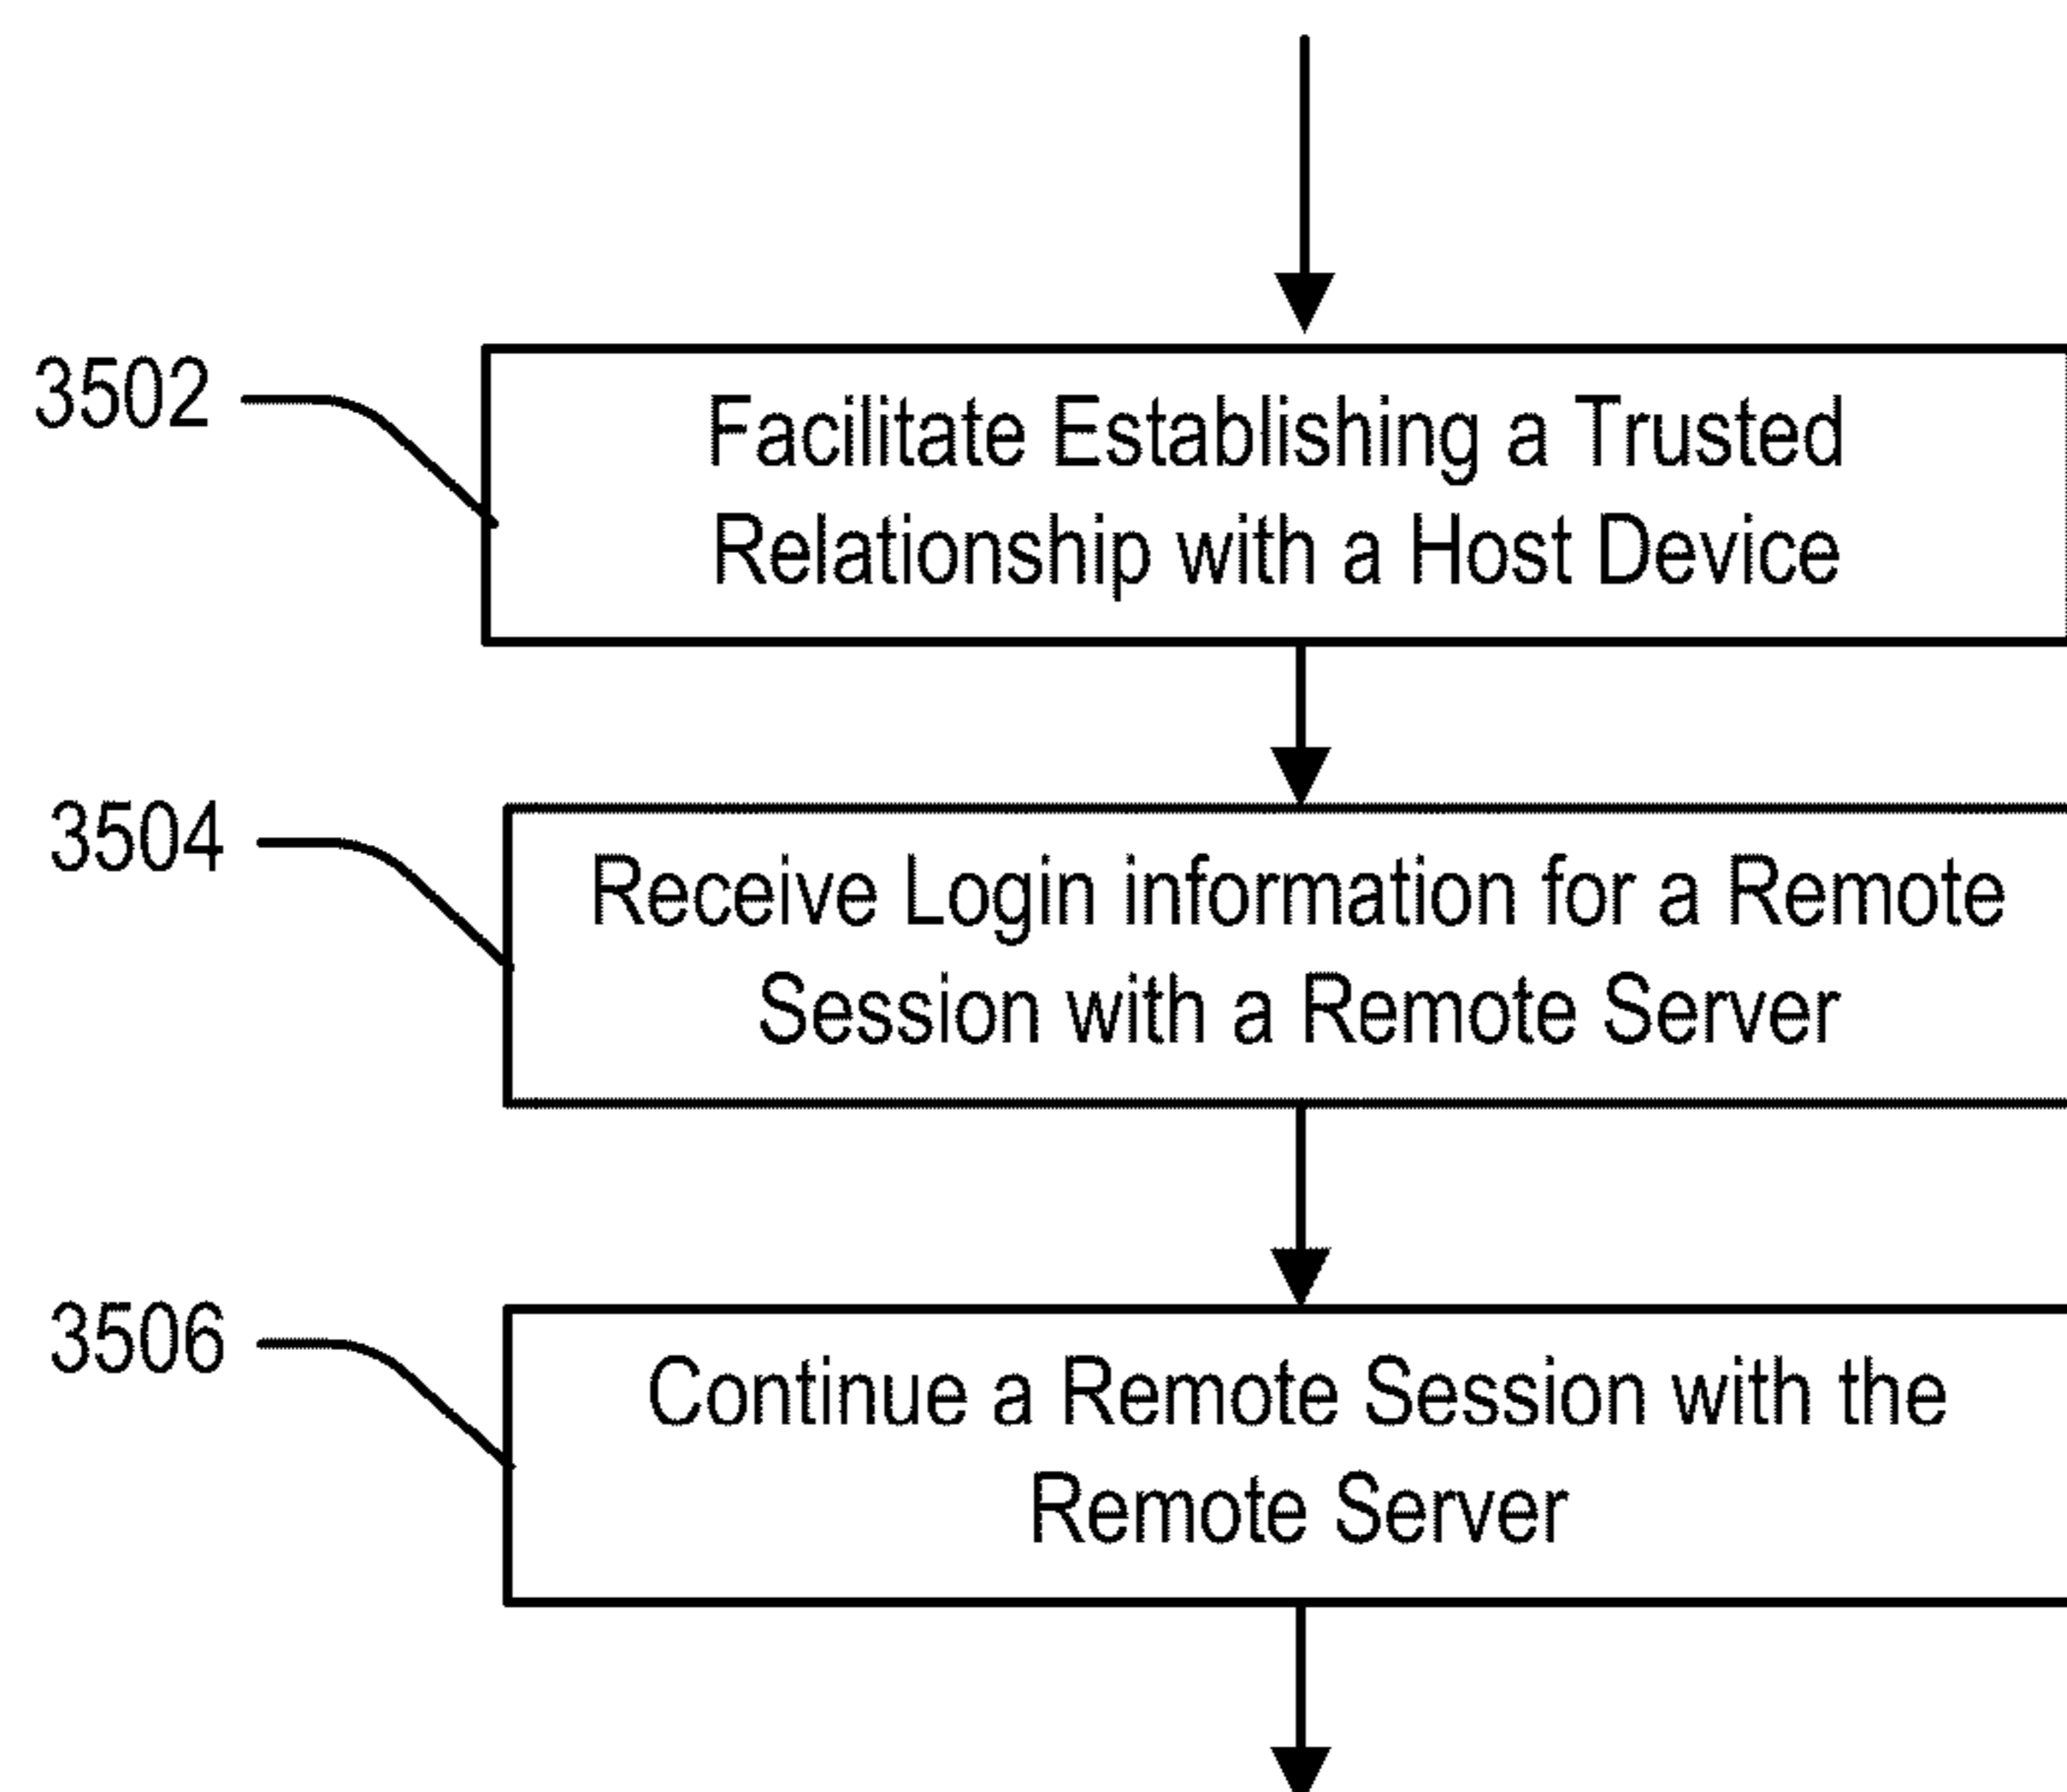 3502
Facilitate Establishing a Trusted
Relationship with a Host Device
3504
Receive Login information for a Remote
Session with a Remote Server
3506
Continue a Remote Session with the
Remote Server